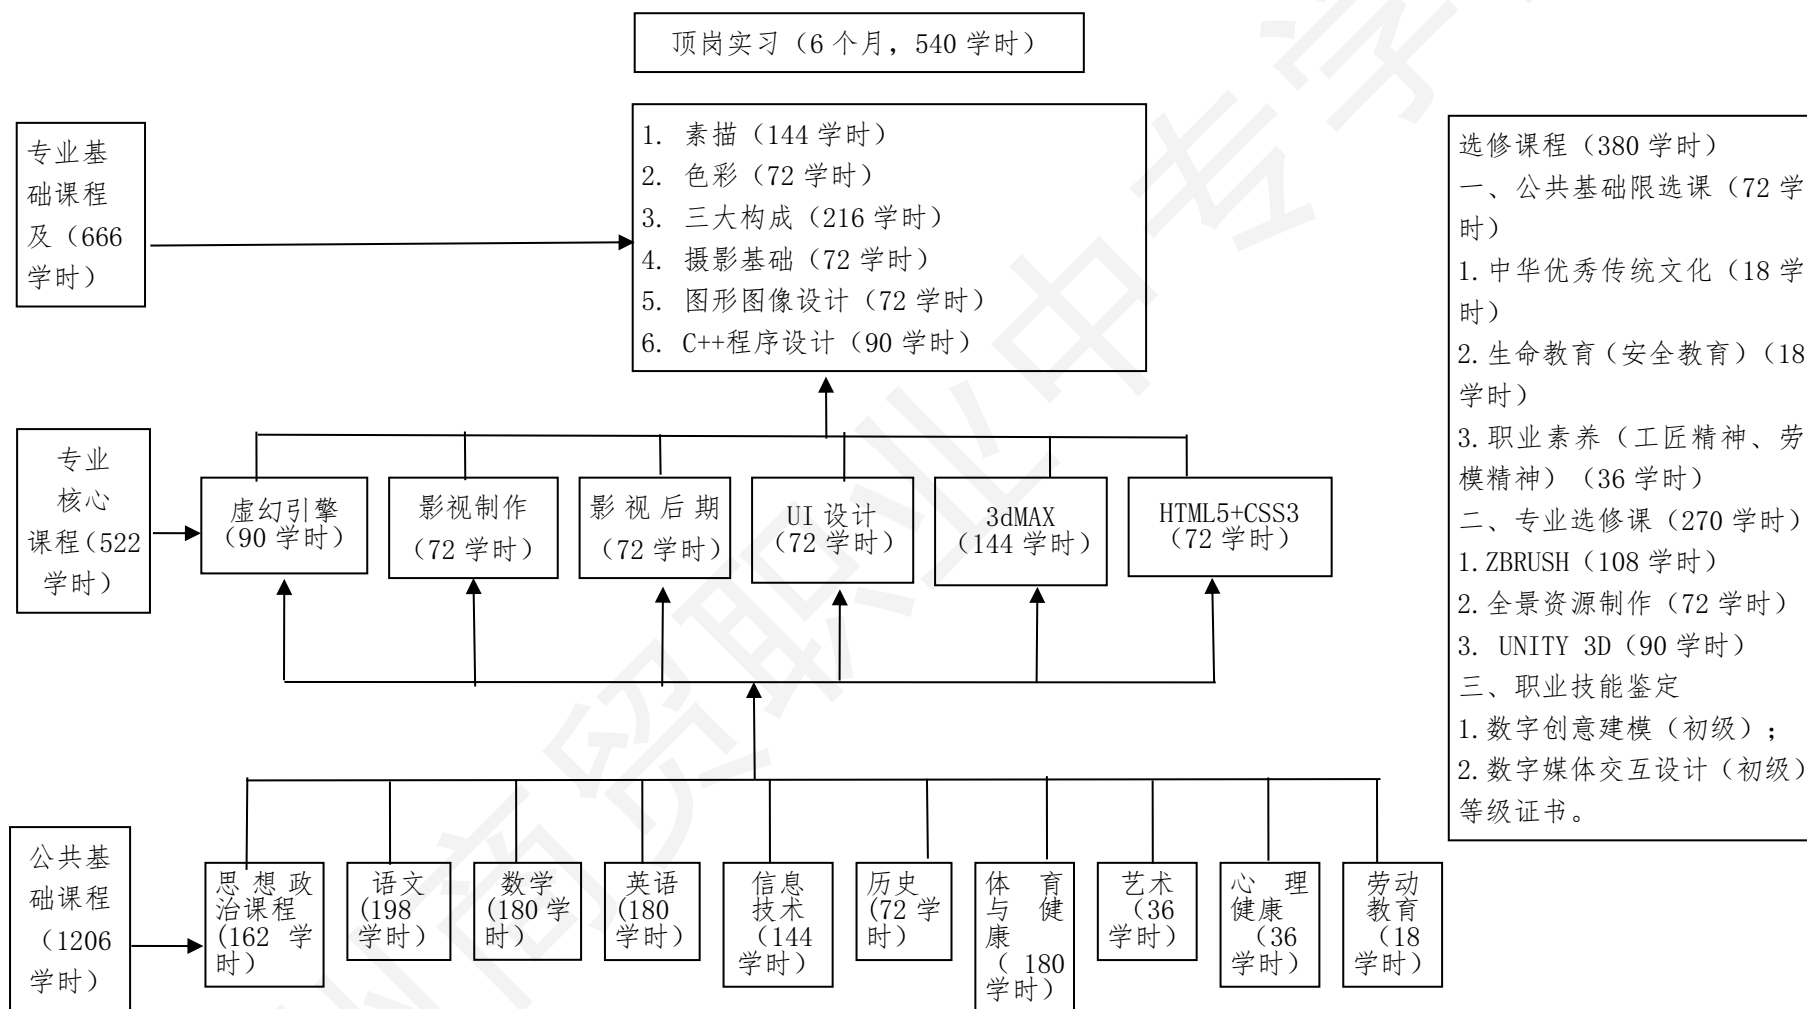 顶岗实习（6 个月，540 学时）
专业基
础课程
及（666
学时）
1. 素描（144 学时）
2. 色彩（72 学时）
3. 三大构成（216 学时）
4. 摄影基础（72 学时）
5. 图形图像设计（72 学时）
6. C++程序设计（90 学时）
专业
核心
课程（522
学时）
虚幻引擎
（90 学时）
影视制作
（72 学时）
影视后期
（72 学时）
UI 设计
（72 学时）
3dMAX
（144 学时）
HTML5+CSS3
（72 学时）
公共基
础课程
（1206
学时）
思想政
治课程
(162 学
时）
语文
(198
学时）
数学
(180 学
时）
英语
(180
学时）
信息
技术
（144
学时）
历史
(72 学
时）
体育
与健
康
（180
学时）
艺术
（36
学时）
心理
健康
（36
学时）
劳动
教育
（18
学时）
选修课程（380 学时）
一、公共基础限选课（72 学
时）
1.中华优秀传统文化（18 学
时）
2.生命教育（安全教育）（18
学时）
3.职业素养（工匠精神、劳
模精神）（36 学时）
二、专业选修课（270 学时）
1.ZBRUSH（108 学时）
2.全景资源制作（72 学时）
3. UNITY 3D（90 学时）
三、职业技能鉴定
1.数字创意建模（初级）；
2.数字媒体交互设计（初级）
等级证书。
商贸职业中专学